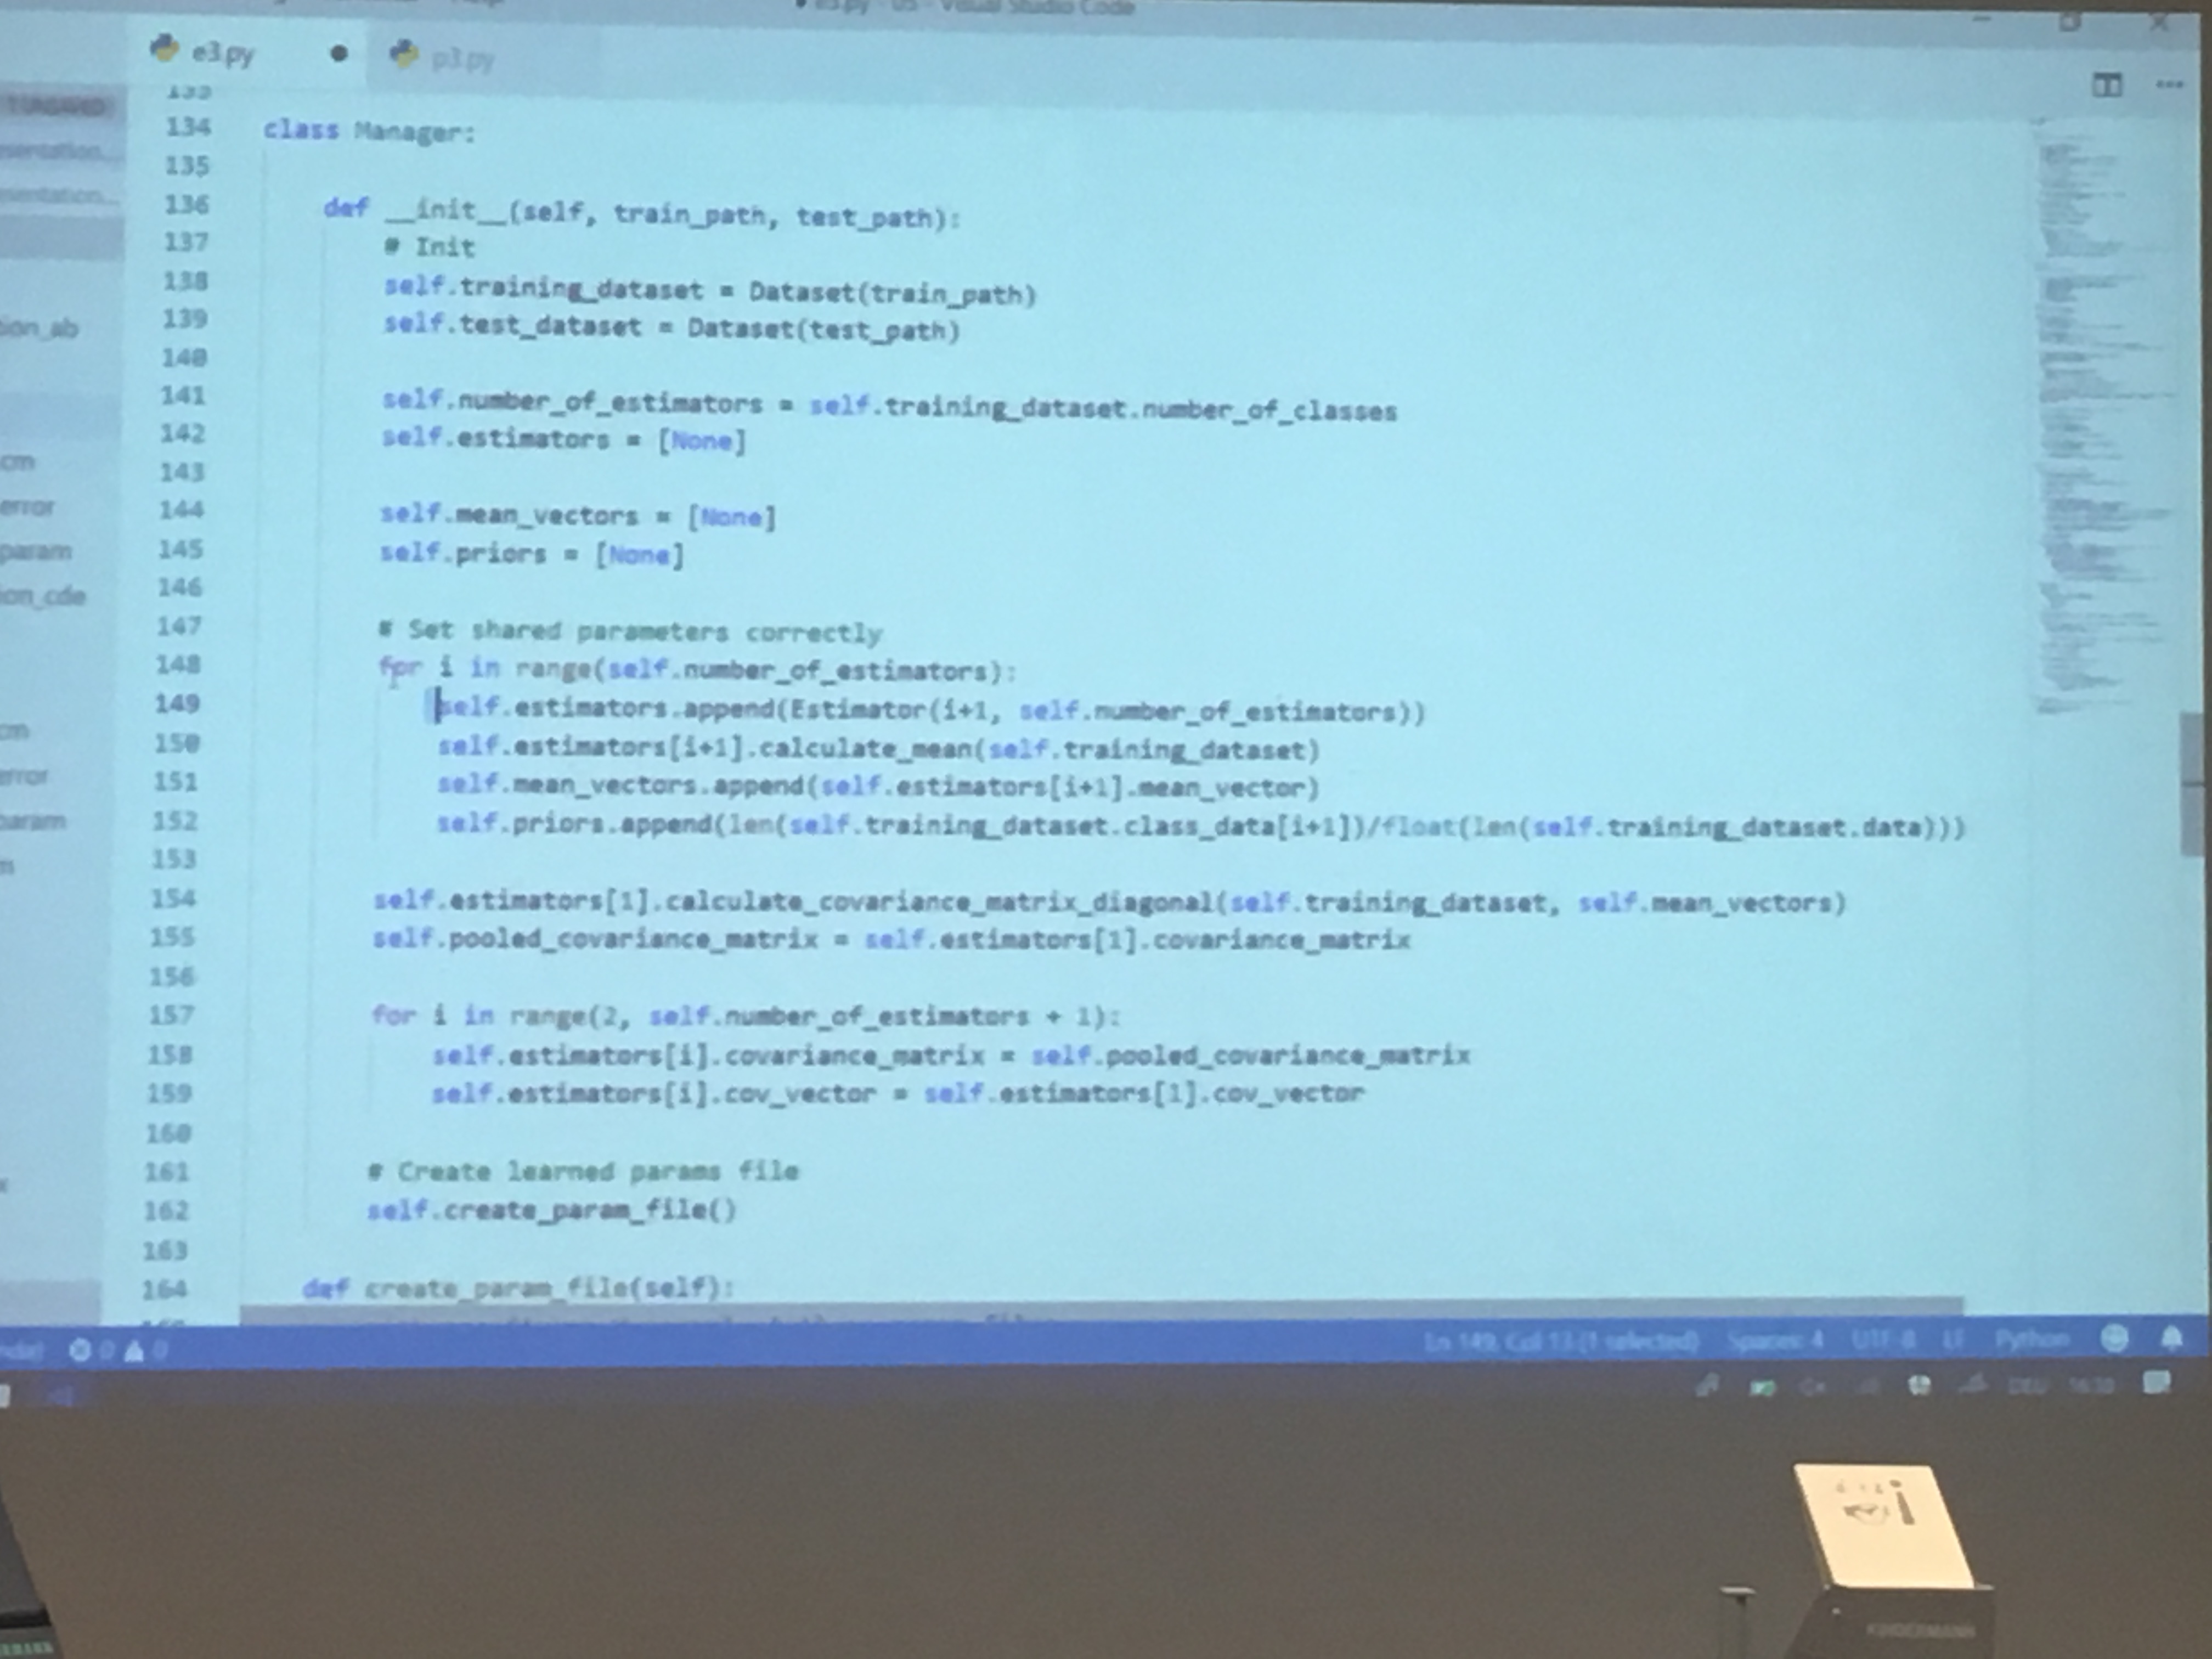 e3.py - U5 - Visual Studio Code
e3.py
p3.py
1 UNSAVED
133
134 class Manager:
135
136 def __init__(self, train_path, test_path):
137 # Init
138 self.training_dataset = Dataset(train_path)
139 self.test_dataset = Dataset(test_path)
140
141 self.number_of_estimators = self.training_dataset.number_of_classes
142 self.estimators = [None]
143
144 self.mean_vectors = [None]
145 self.priors = [None]
146
147 # Set shared parameters correctly
148 for i in range(self.number_of_estimators):
149 self.estimators.append(Estimator(i+1, self.number_of_estimators))
150 self.estimators[i+1].calculate_mean(self.training_dataset)
151 self.mean_vectors.append(self.estimators[i+1].mean_vector)
152 self.priors.append(len(self.training_dataset.class_data[i+1])/float(len(self.training_dataset.data)))
153
154 self.estimators[1].calculate_covariance_matrix_diagonal(self.training_dataset, self.mean_vectors)
155 self.pooled_covariance_matrix = self.estimators[1].covariance_matrix
156
157 for i in range(2, self.number_of_estimators + 1):
158 self.estimators[i].covariance_matrix = self.pooled_covariance_matrix
159 self.estimators[i].cov_vector = self.estimators[1].cov_vector
160
161 # Create learned params file
162 self.create_param_file()
163
164 def create_param_file(self):
sentation...
sentation...
ion_ab
cm
error
param
ion_cde
cm
error
param
0 0
Ln 149, Col 13 (1 selected) Spaces: 4 UTF-8 LF Python
DEU
KINDERMANN